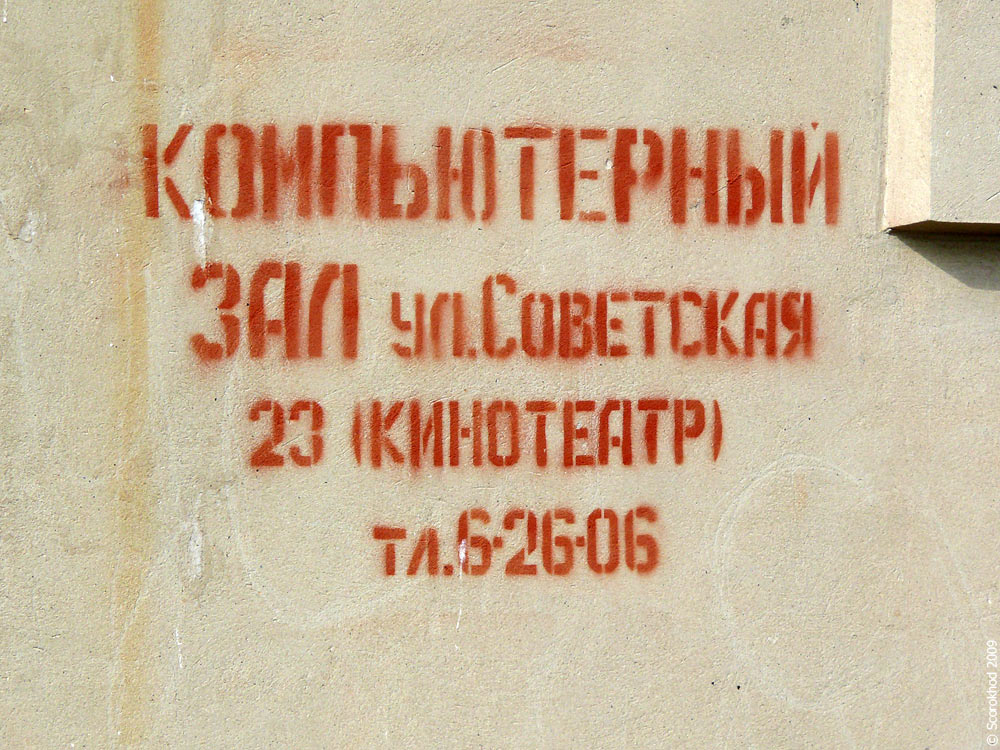 КОМПЬЮТЕРНЫЙ
ЗАЛ ул.Советская
23 (КИНОТЕАТР)
тл.6-26-06
© Scorokhod 2009